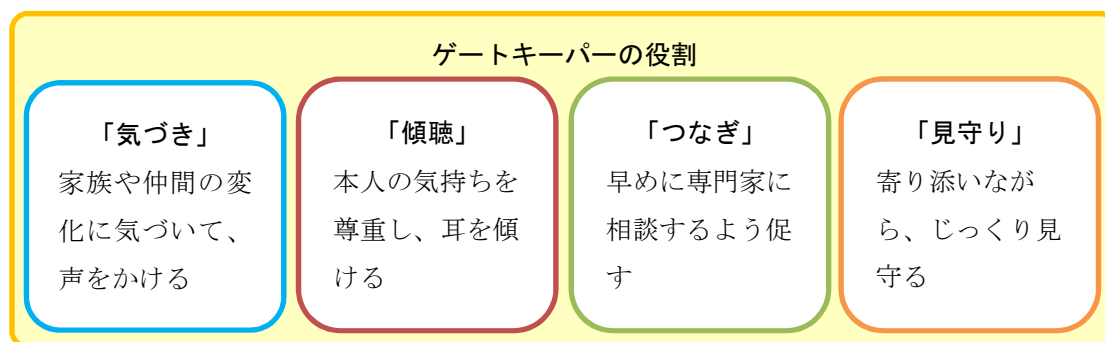 ゲートキーパーの役割
「気づき」
家族や仲間の変
化に気づいて、
声をかける
「傾聴」
本人の気持ちを
尊重し、耳を傾
ける
「つなぎ」
早めに専門家に
相談するよう促
す
「見守り」
寄り添いなが
ら、じっくり見
守る